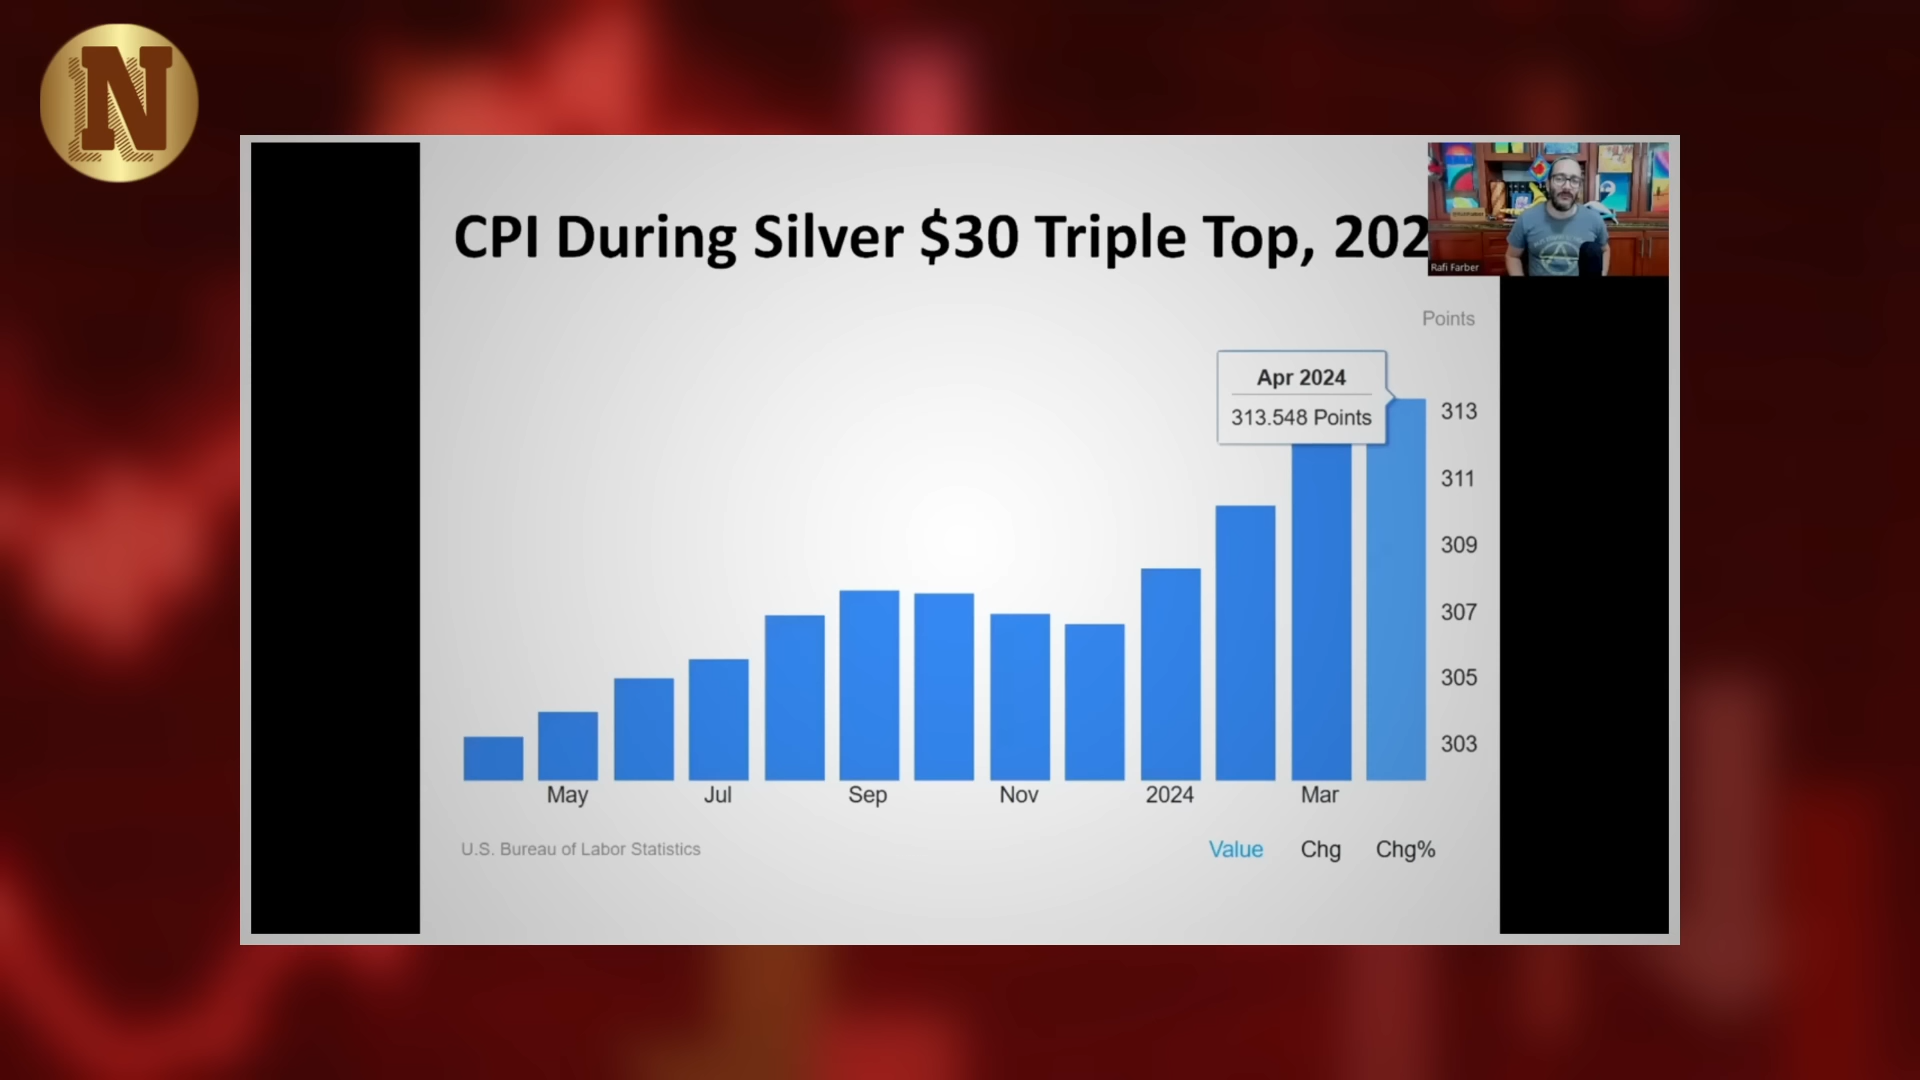 N
CPI During Silver $30 Triple Top, 202
Rafi Farber
Points
Apr 2024
313.548 Points
313
311
309
307
305
303
May Jul Sep Nov 2024 Mar
U.S. Bureau of Labor Statistics
Value Chg Chg%